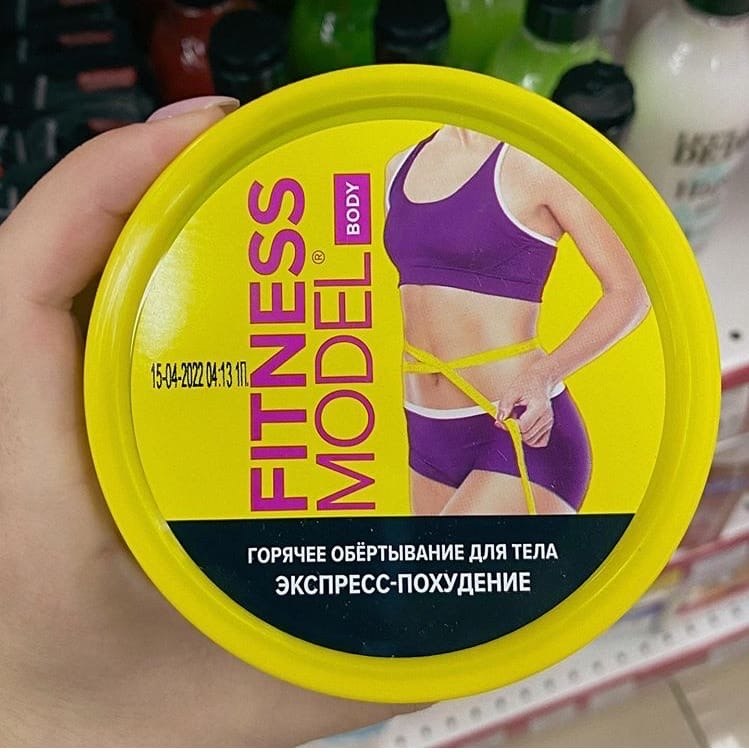 FITNESS
MODEL®
BODY
15-04-2022 04:13 1П.
ГОРЯЧЕЕ ОБЁРТЫВАНИЕ ДЛЯ ТЕЛА
ЭКСПРЕСС-ПОХУДЕНИЕ